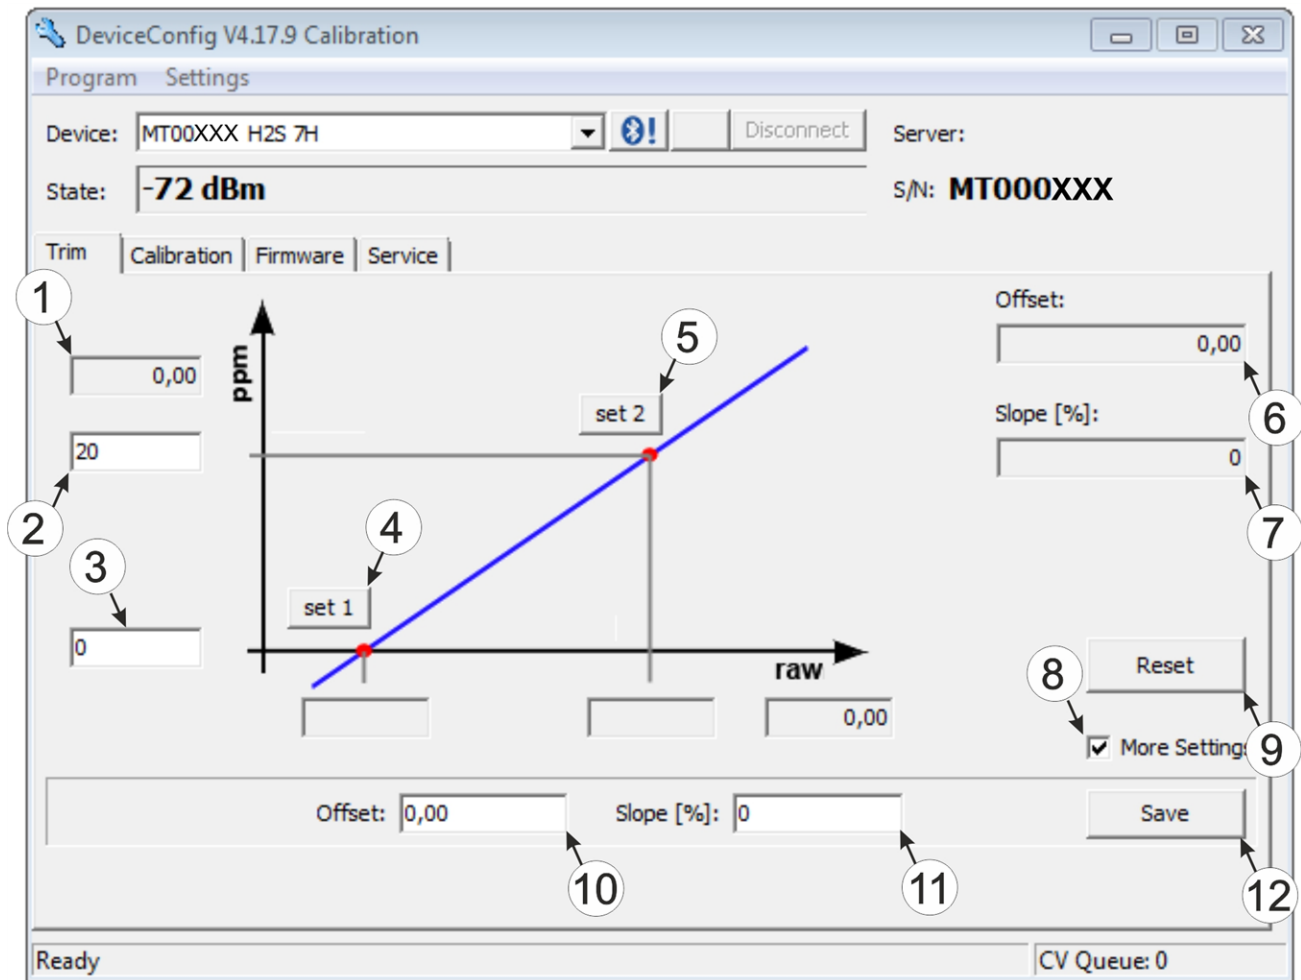 DeviceConfig V4.17.9 Calibration
Program Settings
Device: MT00XXX H2S 7H ! Disconnect Server:
State: -72 dBm S/N: MT000XXX
Trim Calibration Firmware Service
1
0,00
2
20
3
0
ppm
4
set 1
5
set 2
raw
0,00
Offset:
0,00
6
Slope [%]:
0
7
Reset
8
9
More Settings
Offset: 0,00 Slope [%]: 0 Save
10
11
12
Ready CV Queue: 0